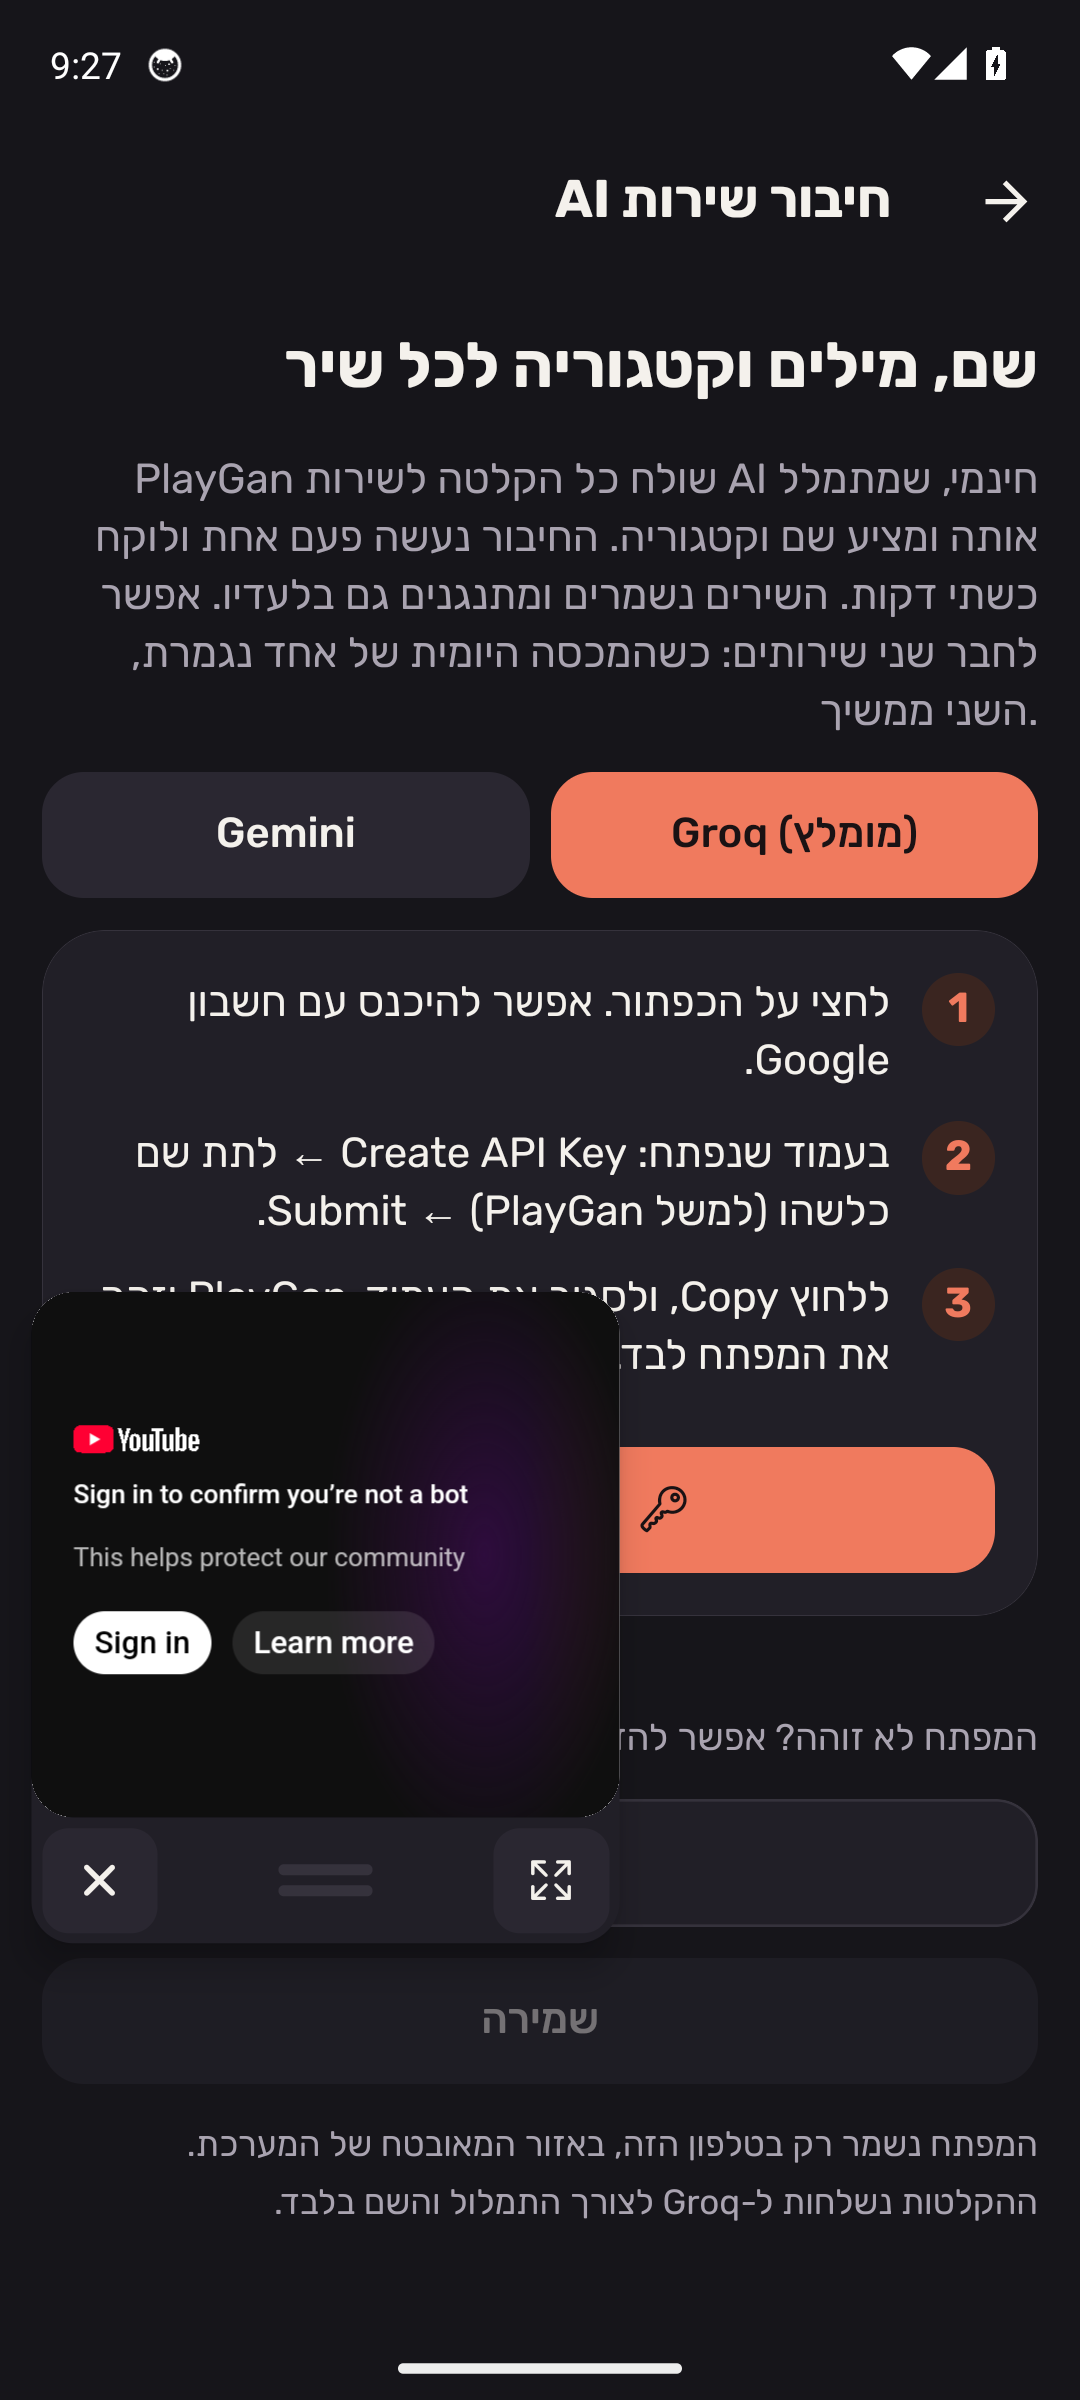 9:27
חיבור שירות AI
שם, מילים וקטגוריה לכל שיר
PlayGan שולח כל הקלטה לשירות AI חינמי, שמתמלל
אותה ומציע שם וקטגוריה. החיבור נעשה פעם אחת ולוקח
כשתי דקות. השירים נשמרים ומתנגנים גם בלעדיו. אפשר
לחבר שני שירותים: כשהמכסה היומית של אחד נגמרת,
השני ממשיך.
Groq (מומלץ)
Gemini
1
לחצי על הכפתור. אפשר להיכנס עם חשבון
Google.
2
בעמוד שנפתח: Create API Key ← לתת שם
כלשהו (למשל PlayGan) ← Submit.
3
ללחוץ Copy, ולסגור את העמוד. PlayGan יזהה
את המפתח לבד.
YouTube
Sign in to confirm you’re not a bot
This helps protect our community
Sign in
Learn more
המפתח לא זוהה? אפשר
שמירה
המפתח נשמר רק בטלפון הזה, באזור המאובטח של המערכת.
ההקלטות נשלחות ל-Groq לצורך התמלול והשם בלבד.